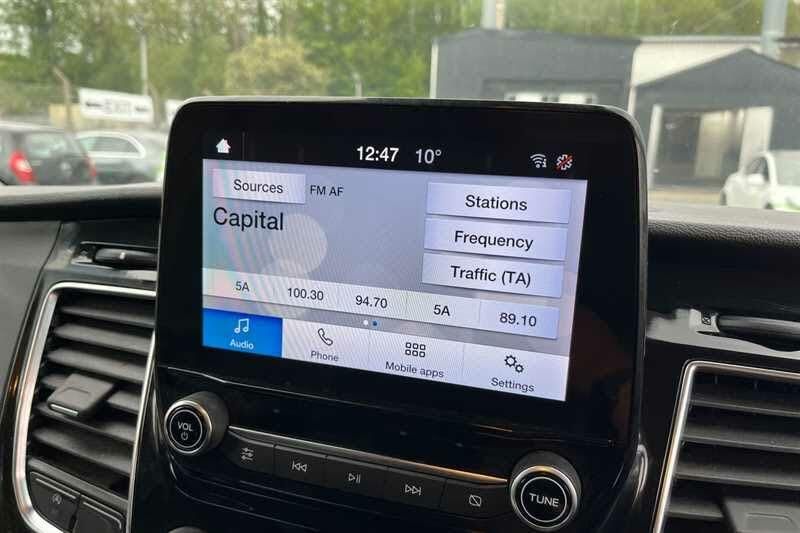 EXIT
12:47 10°
Sources FM AF
Capital
Stations
Frequency
Traffic (TA)
5A 100.30 94.70 5A 89.10
Audio Phone Mobile apps Settings
VOL
TUNE